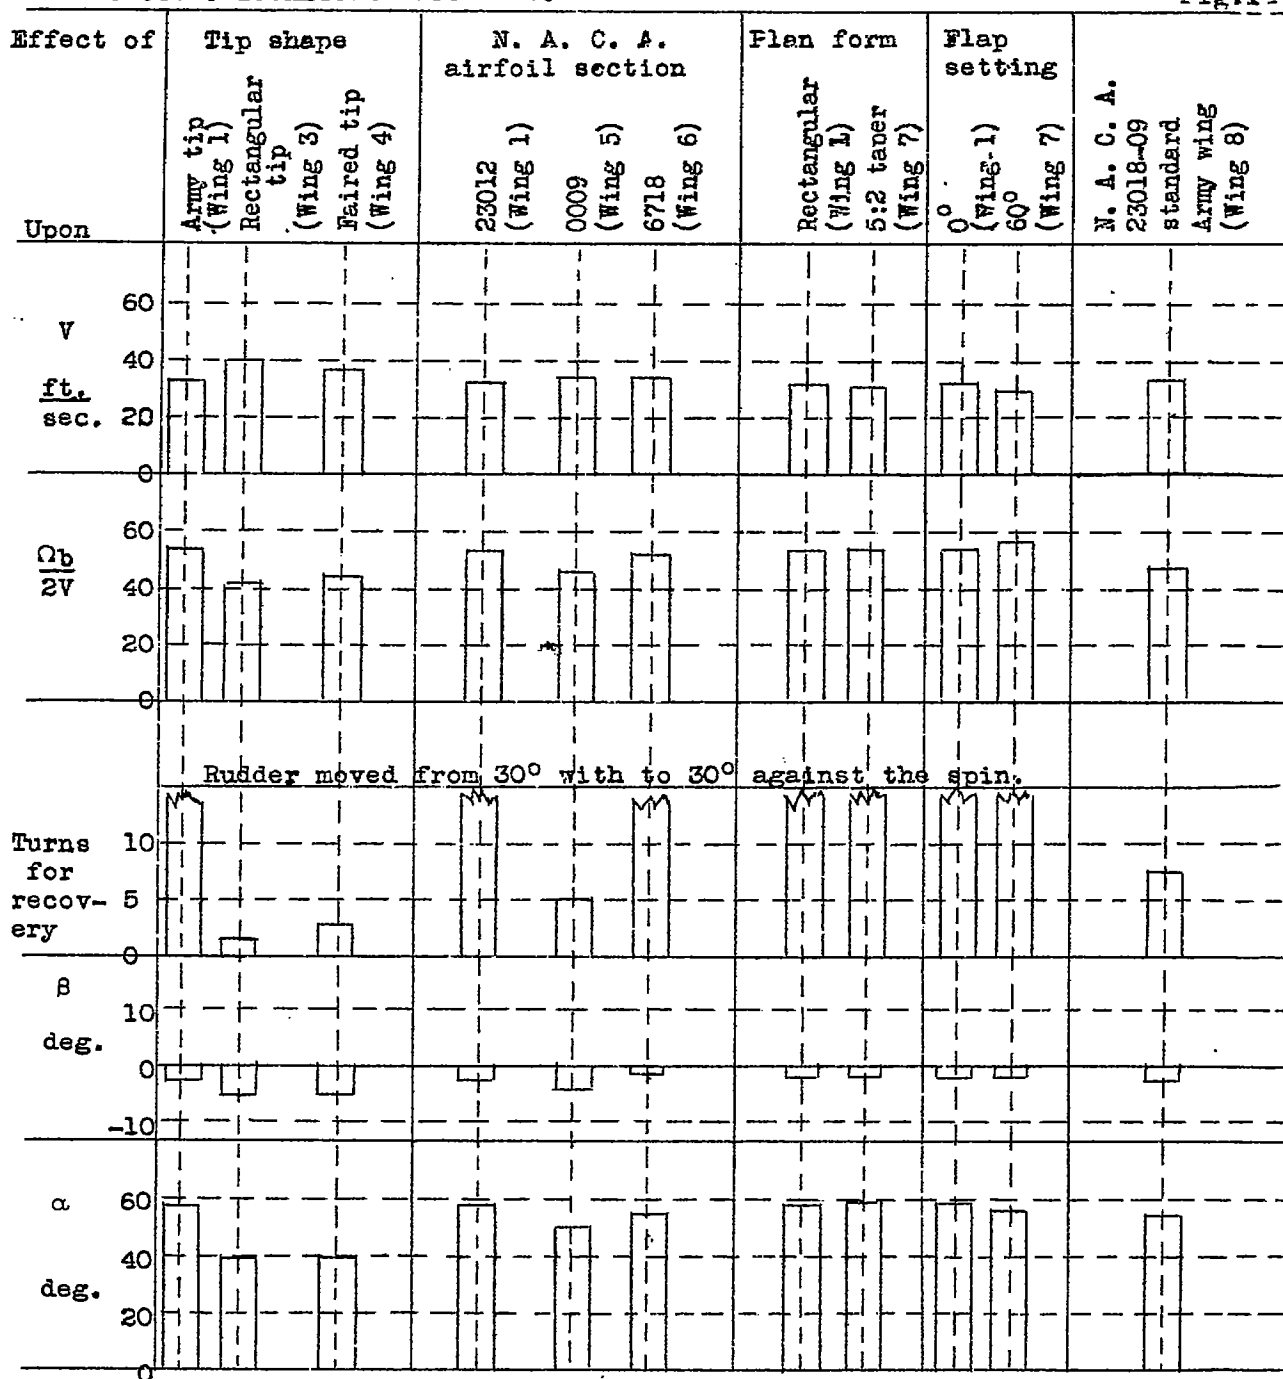 Effect of
Tip shape
N. A. C. A.
airfoil section
Plan form
Flap
setting
Upon
Army tip
(Wing 1)
Rectangular
tip
(Wing 3)
Faired tip
(Wing 4)
23012
(Wing 1)
0009
(Wing 5)
6718
(Wing 6)
Rectangular
(Wing 1)
5:2 taper
(Wing 7)
0°
(Wing-1)
60°
(Wing 7)
N. A. C. A.
23018-09
standard
Army wing
(Wing 8)
V
ft.
sec.
60
40
20
0
Ωb
2V
60
40
20
0
Rudder moved from 30° with to 30° against the spin.
Turns
for
recov-
ery
10
5
0
β
deg.
10
0
-10
α
deg.
60
40
20
0